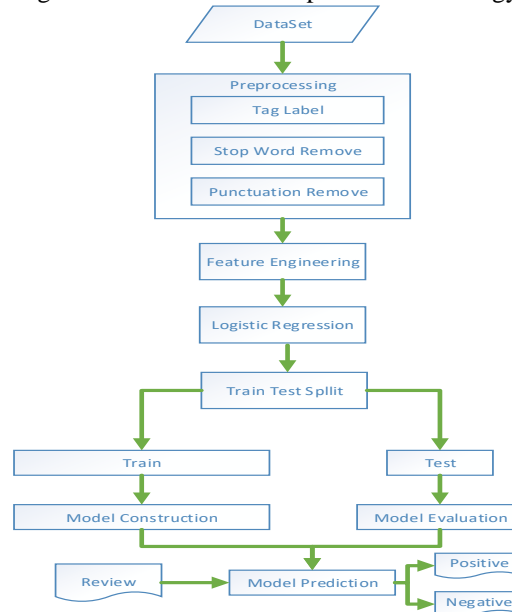 DataSet
Preprocessing
Tag Label
Stop Word Remove
Punctuation Remove
Feature Engineering
Logistic Regression
Train Test Spllit
Train
Test
Model Construction
Model Evaluation
Review
Model Prediction
Positive
Negative